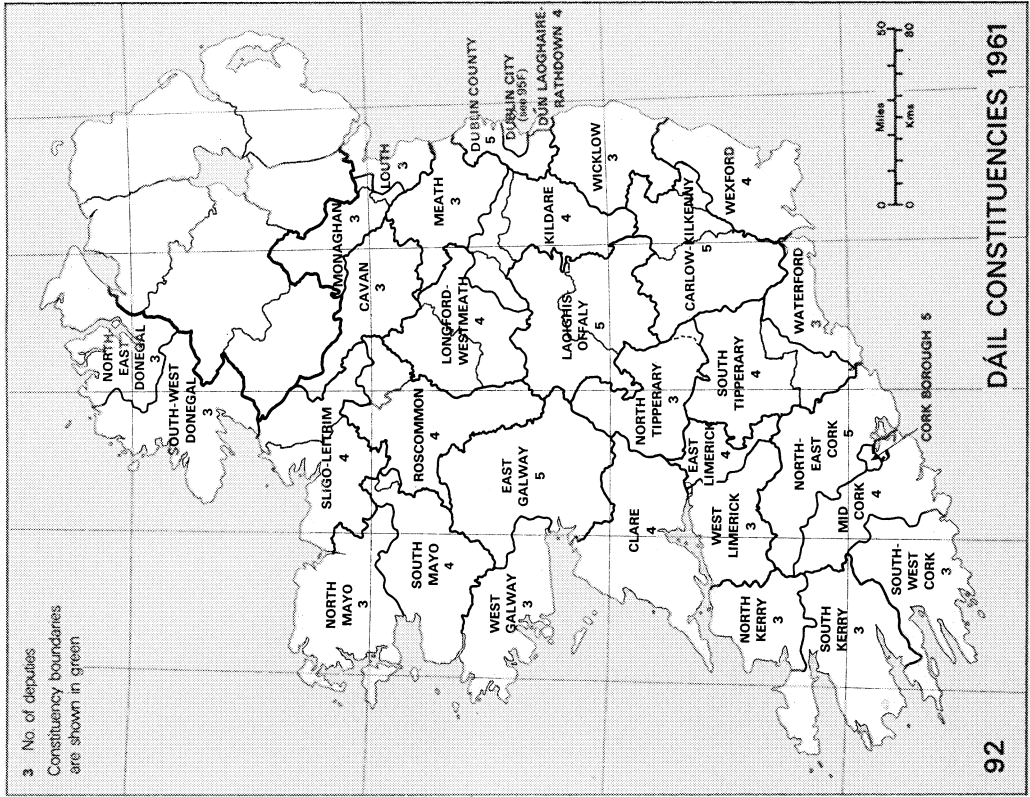 3 No. of deputies
Constituency boundaries
are shown in green
NORTH
EAST
DONEGAL
3
SOUTH-WEST
DONEGAL
3
SLIGO-LEITRIM
4
MONAGHAN
3
CAVAN
3
LOUTH
3
MEATH
3
NORTH
MAYO
3
SOUTH
MAYO
4
ROSCOMMON
4
LONGFORD-
WESTMEATH
4
DUBLIN COUNTY
5
DUBLIN CITY
(see 95F)
DÚN LAOGHAIRE-
RATHDOWN 4
WEST
GALWAY
3
EAST
GALWAY
5
LAOIGHIS
OFFALY
5
KILDARE
4
WICKLOW
3
CLARE
4
NORTH
TIPPERARY
3
SOUTH
TIPPERARY
4
CARLOW-KILKENNY
5
WEXFORD
4
EAST
LIMERICK
4
WEST
LIMERICK
3
WATERFORD
3
NORTH
KERRY
3
SOUTH
KERRY
3
NORTH-
EAST
CORK
5
MID
CORK
4
SOUTH-
WEST
CORK
3
CORK BOROUGH 5
0 Miles 50
0 Kms 80
92
DÁIL CONSTITUENCIES 1961